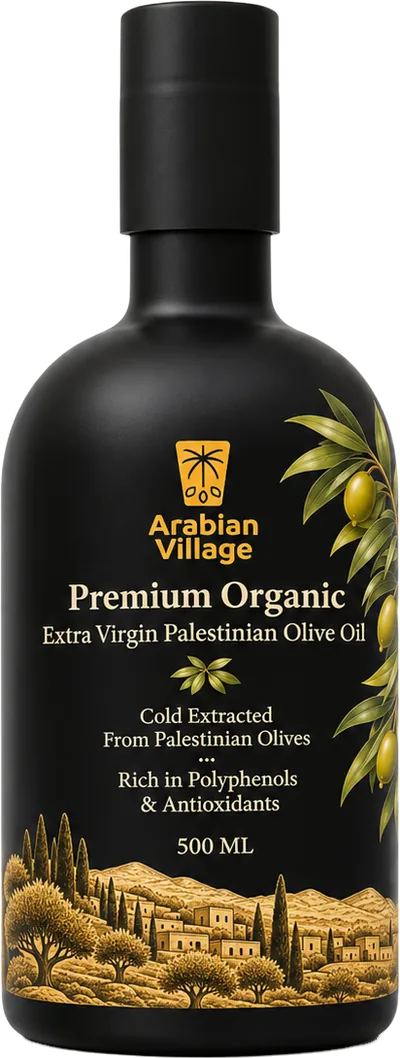 Arabian
Village
Premium Organic
Extra Virgin Palestinian Olive Oil
Cold Extracted
From Palestinian Olives
...
Rich in Polyphenols
& Antioxidants
500 ML